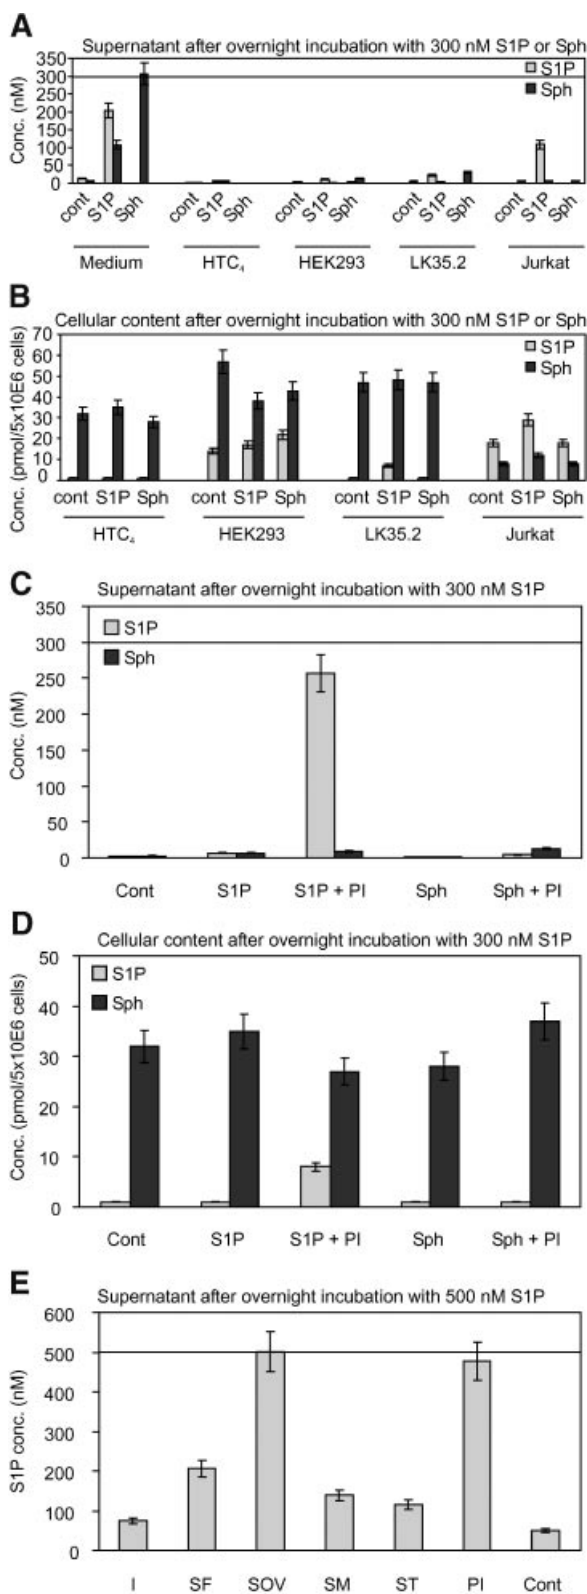 A
Supernatant after overnight incubation with 300 nM S1P or Sph
350
300
250
200
150
100
50
0
Conc. (nM)
S1P
Sph
cont S1P Sph cont S1P Sph cont S1P Sph cont S1P Sph cont S1P Sph
Medium HTC₄ HEK293 LK35.2 Jurkat
B
Cellular content after overnight incubation with 300 nM S1P or Sph
70
60
50
40
30
20
10
0
Conc. (pmol/5x10E6 cells)
S1P
Sph
cont S1P Sph cont S1P Sph cont S1P Sph cont S1P Sph
HTC₄ HEK293 LK35.2 Jurkat
C
Supernatant after overnight incubation with 300 nM S1P
350
300
250
200
150
100
50
0
Conc. (nM)
S1P
Sph
Cont S1P S1P + PI Sph Sph + PI
D
Cellular content after overnight incubation with 300 nM S1P
50
40
30
20
10
0
Conc. (pmol/5x10E6 cells)
S1P
Sph
Cont S1P S1P + PI Sph Sph + PI
E
Supernatant after overnight incubation with 500 nM S1P
600
500
400
300
200
100
0
S1P conc. (nM)
I SF SOV SM ST PI Cont